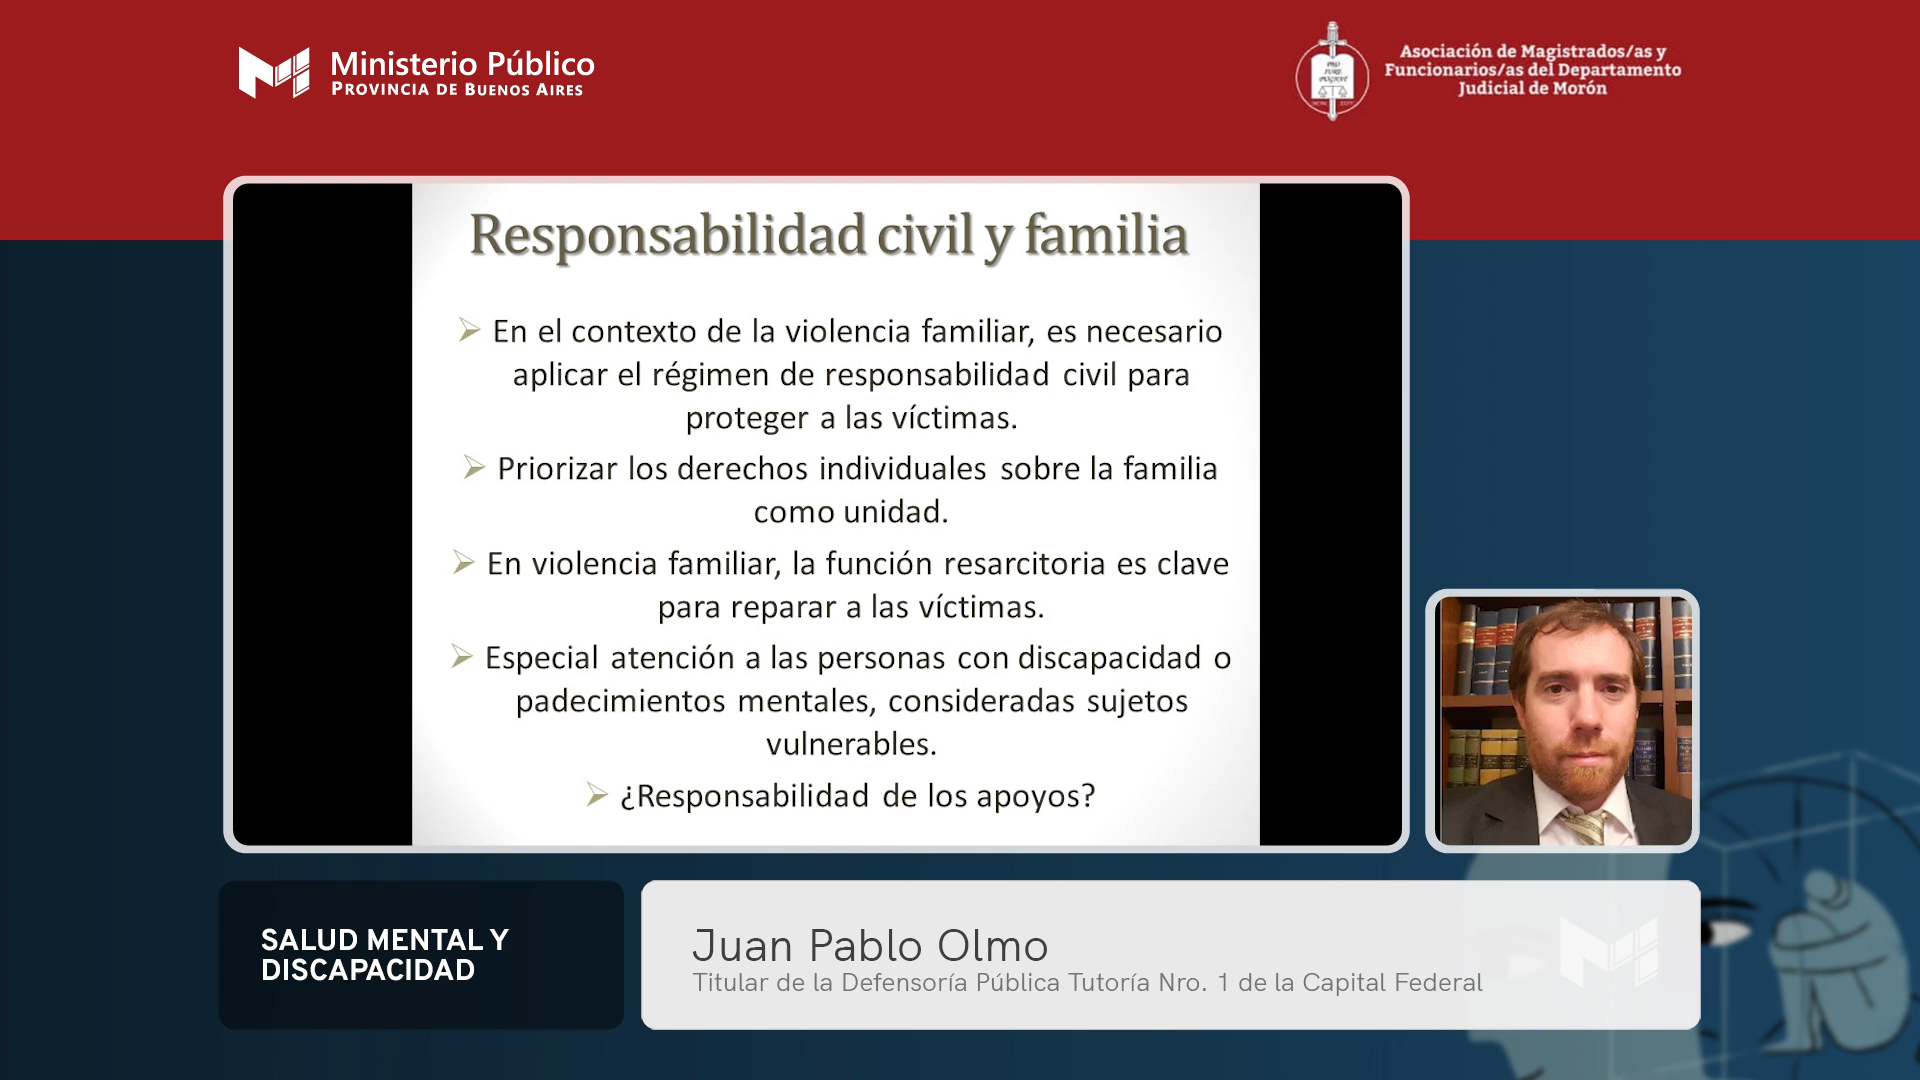 Ministerio Público
PROVINCIA DE BUENOS AIRES
Asociación de Magistrados/as y
Funcionarios/as del Departamento
Judicial de Morón
Responsabilidad civil y familia
En el contexto de la violencia familiar, es necesario
aplicar el régimen de responsabilidad civil para
proteger a las víctimas.
Priorizar los derechos individuales sobre la familia
como unidad.
En violencia familiar, la función resarcitoria es clave
para reparar a las víctimas.
Especial atención a las personas con discapacidad o
padecimientos mentales, consideradas sujetos
vulnerables.
¿Responsabilidad de los apoyos?
SALUD MENTAL Y
DISCAPACIDAD
Juan Pablo Olmo
Titular de la Defensoría Pública Tutoría Nro. 1 de la Capital Federal